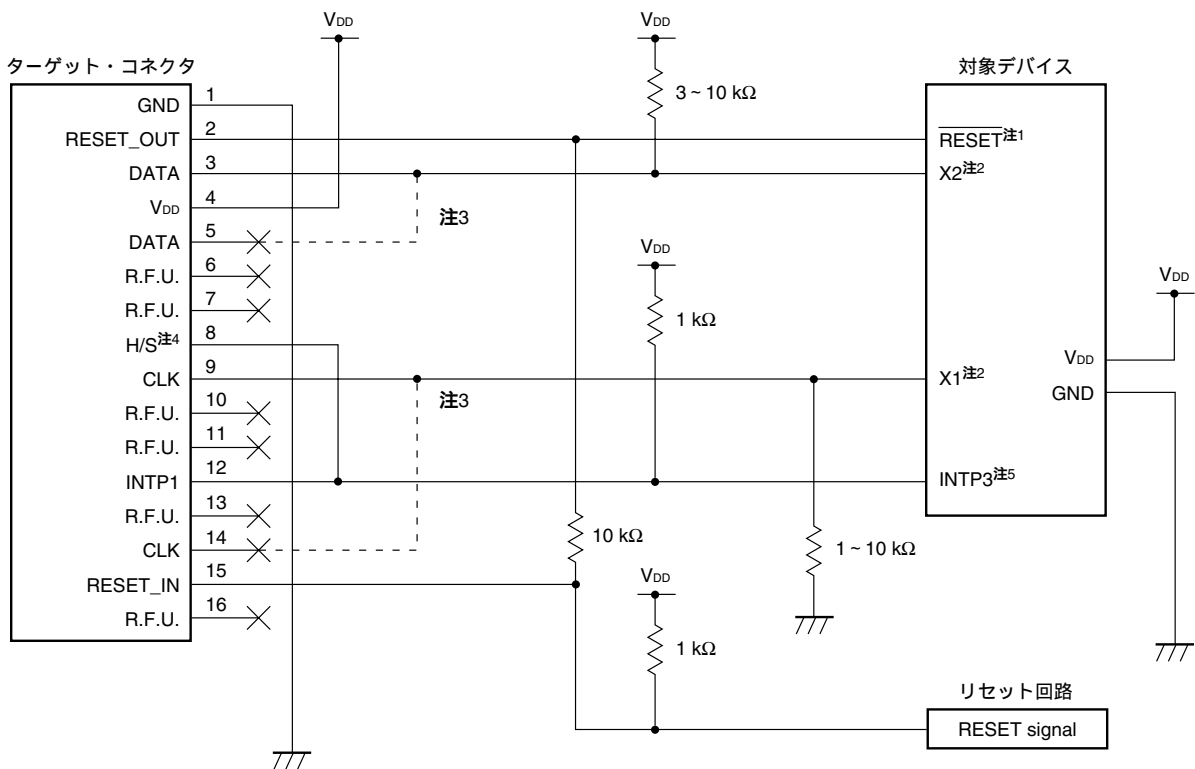 VDD
VDD
ターゲット・コネクタ
対象デバイス
GND 1
3 ~ 10 kΩ
RESET_OUT 2
RESET注1
DATA 3
X2注2
VDD 4
注3
DATA 5
VDD
R.F.U. 6
VDD
R.F.U. 7
1 kΩ
H/S注4 8
VDD
CLK 9
X1注2
注3
GND
R.F.U. 10
R.F.U. 11
INTP1 12
INTP3注5
R.F.U. 13
10 kΩ
CLK 14
1 ~ 10 kΩ
RESET_IN 15
VDD
R.F.U. 16
1 kΩ
リセット回路
RESET signal